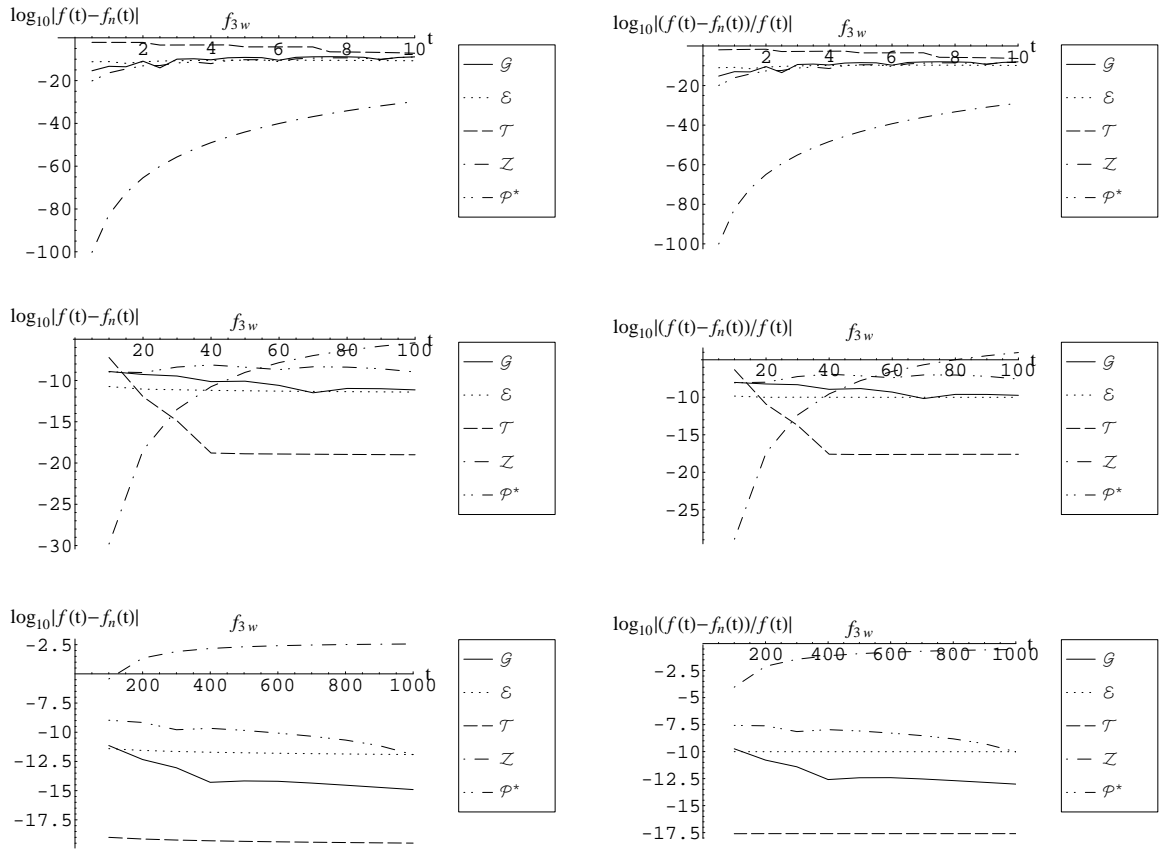 log10|f(t)−fn(t)|
f3w
t
2 4 6 8 10
-20
-40
-60
-80
-100
𝒢
ℰ
𝒯
𝒵
𝒫*
log10|(f(t)−fn(t))/f(t)|
f3w
t
2 4 6 8 10
-20
-40
-60
-80
-100
𝒢
ℰ
𝒯
𝒵
𝒫*
log10|f(t)−fn(t)|
f3w
t
20 40 60 80 100
-10
-15
-20
-25
-30
𝒢
ℰ
𝒯
𝒵
𝒫*
log10|(f(t)−fn(t))/f(t)|
f3w
t
20 40 60 80 100
-10
-15
-20
-25
𝒢
ℰ
𝒯
𝒵
𝒫*
log10|f(t)−fn(t)|
f3w
-2.5
t
200 400 600 800 1000
-7.5
-10
-12.5
-15
-17.5
𝒢
ℰ
𝒯
𝒵
𝒫*
log10|(f(t)−fn(t))/f(t)|
f3w
t
200 400 600 800 1000
-2.5
-5
-7.5
-10
-12.5
-15
-17.5
𝒢
ℰ
𝒯
𝒵
𝒫*